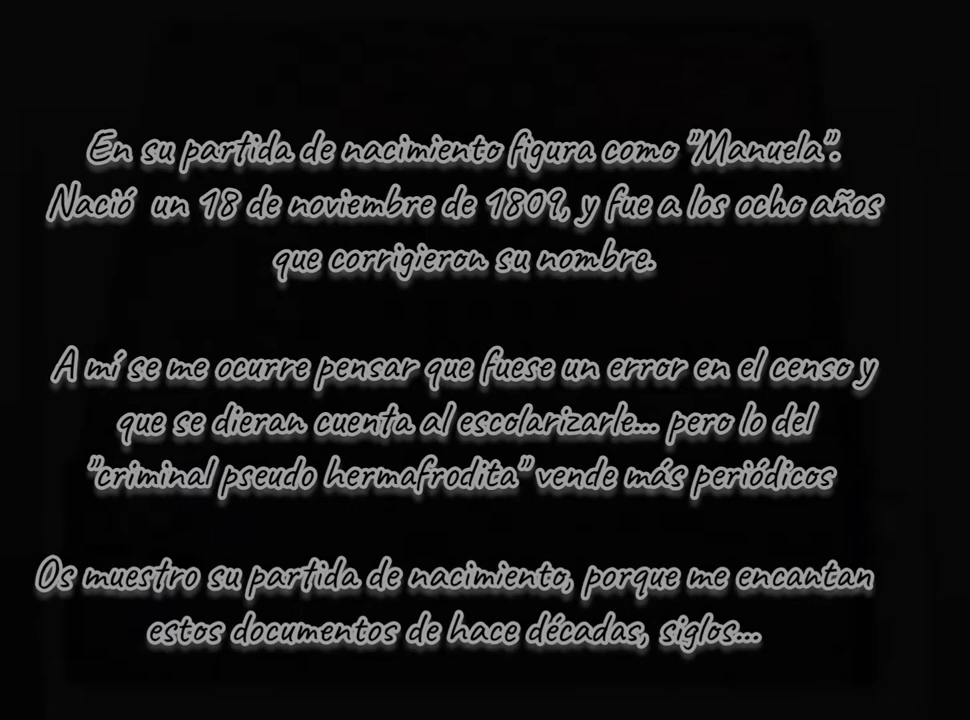 En su partida de nacimiento figura como "Manuela".
Nació un 18 de noviembre de 1809, y fue a los ocho años
que corrigieron su nombre.
A mí se me ocurre pensar que fuese un error en el censo y
que se dieran cuenta al escolarizarle... pero lo del
"criminal pseudo hermafrodita" vende más periódicos
Os muestro su partida de nacimiento, porque me encantan
estos documentos de hace décadas, siglos...